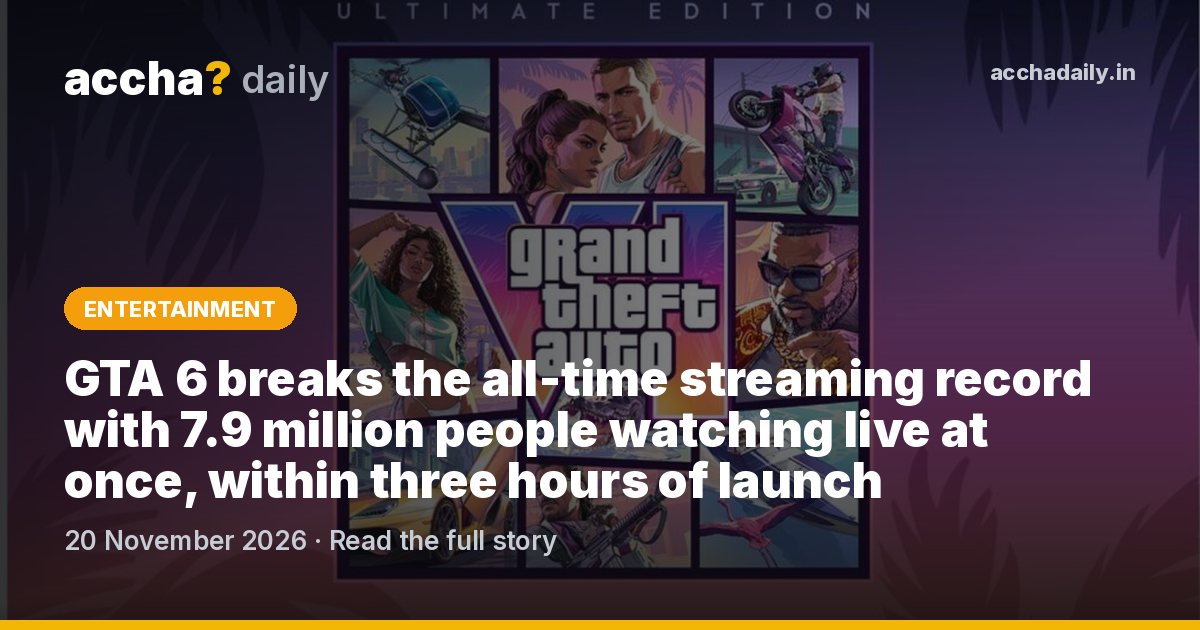 ULTIMATE EDITION
accha? daily
acchadaily.in
VI
grand
theft
auto
ENTERTAINMENT
GTA 6 breaks the all-time streaming record
with 7.9 million people watching live at
once, within three hours of launch
20 November 2026 · Read the full story